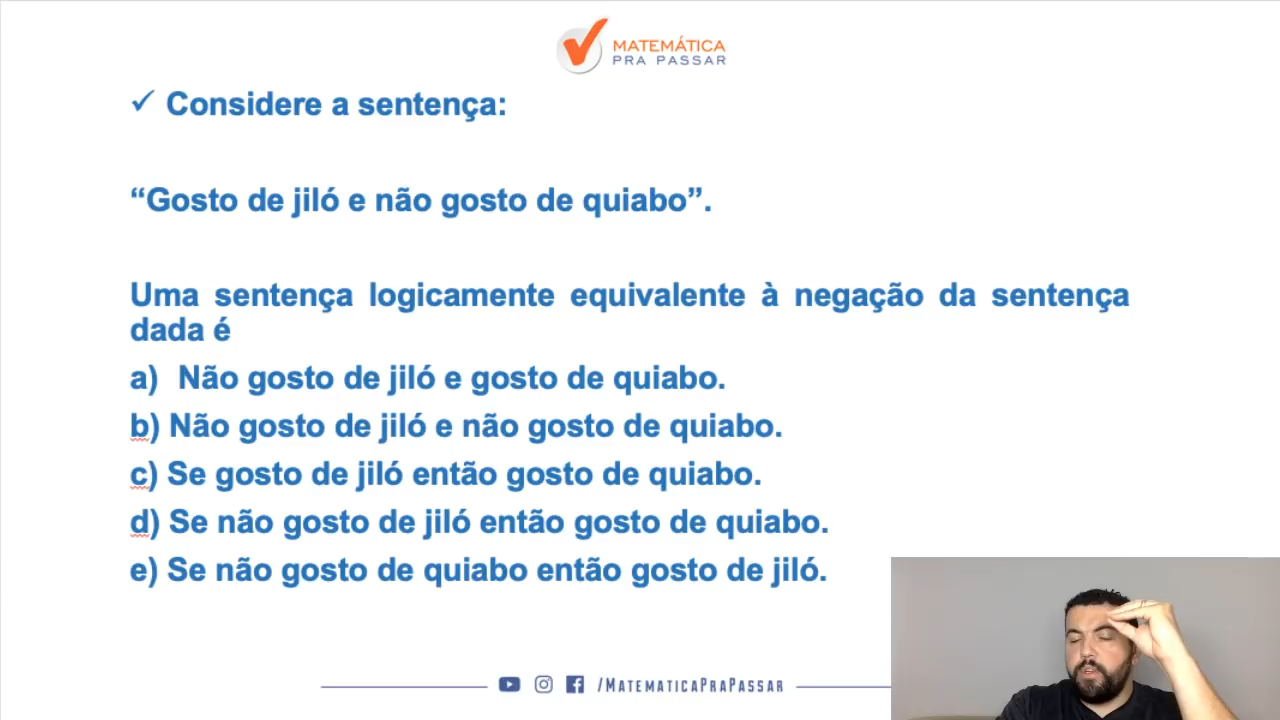 MATEMÁTICA
PRA PASSAR
✓ Considere a sentença:
“Gosto de jiló e não gosto de quiabo”.
Uma sentença logicamente equivalente à negação da sentença
dada é
a) Não gosto de jiló e gosto de quiabo.
b) Não gosto de jiló e não gosto de quiabo.
c) Se gosto de jiló então gosto de quiabo.
d) Se não gosto de jiló então gosto de quiabo.
e) Se não gosto de quiabo então gosto de jiló.
/MATEMATICAPRAPASSAR